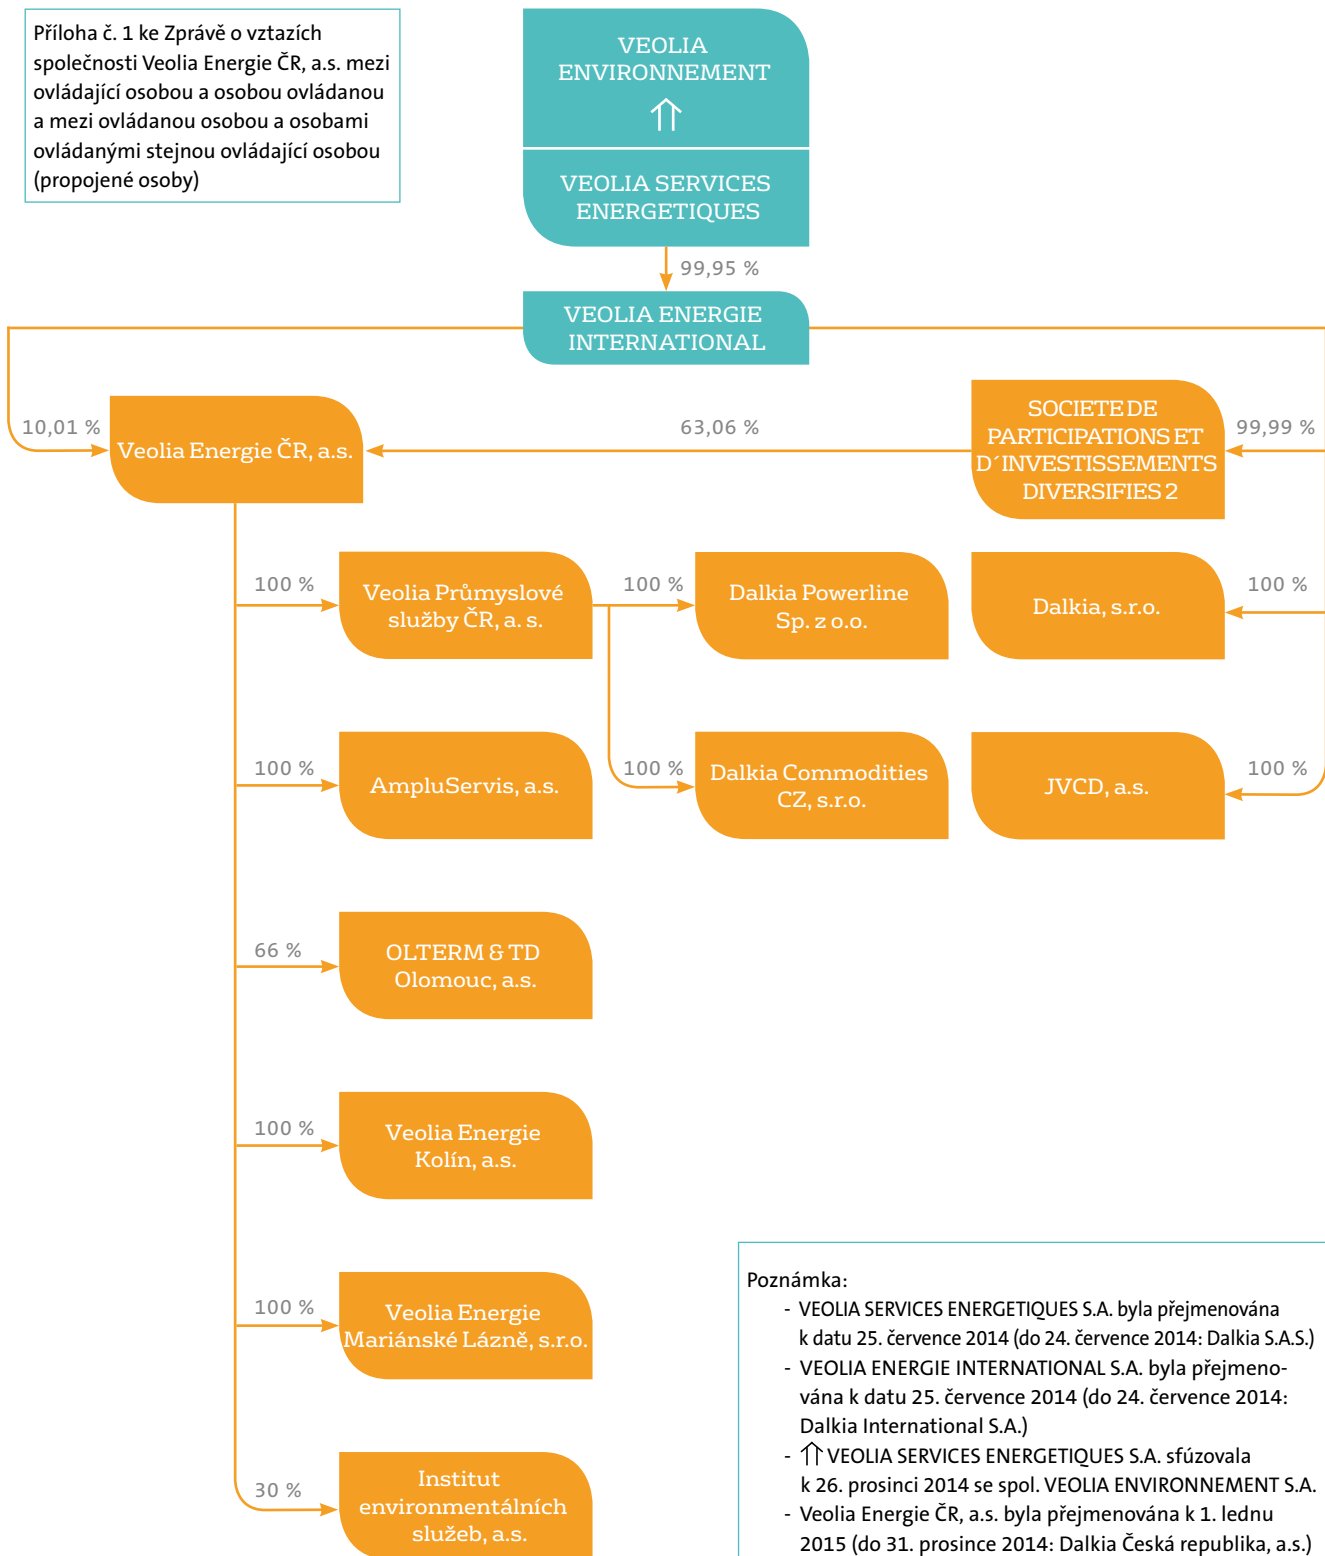 Příloha č. 1 ke Zprávě o vztazích
společnosti Veolia Energie ČR, a.s. mezi
ovládající osobou a osobou ovládanou
a mezi ovládanou osobou a osobami
ovládanými stejnou ovládající osobou
(propojené osoby)
VEOLIA
ENVIRONNEMENT
⇑
VEOLIA SERVICES
ENERGETIQUES
99,95 %
VEOLIA ENERGIE
INTERNATIONAL
10,01 %
Veolia Energie ČR, a.s.
63,06 %
SOCIETE DE
PARTICIPATIONS ET
D´INVESTISSEMENTS
DIVERSIFIES 2
99,99 %
100 %
Veolia Průmyslové
služby ČR, a. s.
100 %
Dalkia Powerline
Sp. z o.o.
Dalkia, s.r.o.
100 %
100 %
AmpluServis, a.s.
100 %
Dalkia Commodities
CZ, s.r.o.
JVCD, a.s.
100 %
66 %
OLTERM & TD
Olomouc, a.s.
100 %
Veolia Energie
Kolín, a.s.
100 %
Veolia Energie
Mariánské Lázně, s.r.o.
30 %
Institut
environmentálních
služeb, a.s.
Poznámka:
- VEOLIA SERVICES ENERGETIQUES S.A. byla přejmenována
k datu 25. července 2014 (do 24. července 2014: Dalkia S.A.S.)
- VEOLIA ENERGIE INTERNATIONAL S.A. byla přejmeno-
vána k datu 25. července 2014 (do 24. července 2014:
Dalkia International S.A.)
- ⇑ VEOLIA SERVICES ENERGETIQUES S.A. sfúzovala
k 26. prosinci 2014 se spol. VEOLIA ENVIRONNEMENT S.A.
- Veolia Energie ČR, a.s. byla přejmenována k 1. lednu
2015 (do 31. prosince 2014: Dalkia Česká republika, a.s.)